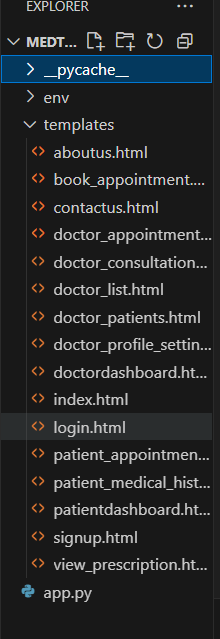 EXPLORER
MEDT...
__pycache__
env
templates
aboutus.html
book_appointment....
contactus.html
doctor_appointment...
doctor_consultation...
doctor_list.html
doctor_patients.html
doctor_profile_settin...
doctordashboard.ht...
index.html
login.html
patient_appointmen...
patient_medical_hist...
patientdashboard.ht...
signup.html
view_prescription.ht...
app.py